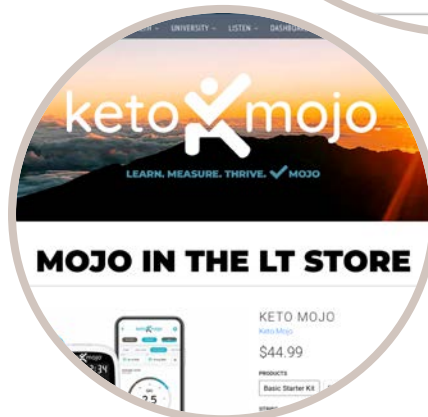 UNIVERSITY LISTEN
keto mojo
LEARN. MEASURE. THRIVE. MOJO
MOJO IN THE LT STORE
KETO MOJO
Keto Mojo
$44.99
PRODUCTS
Basic Starter Kit